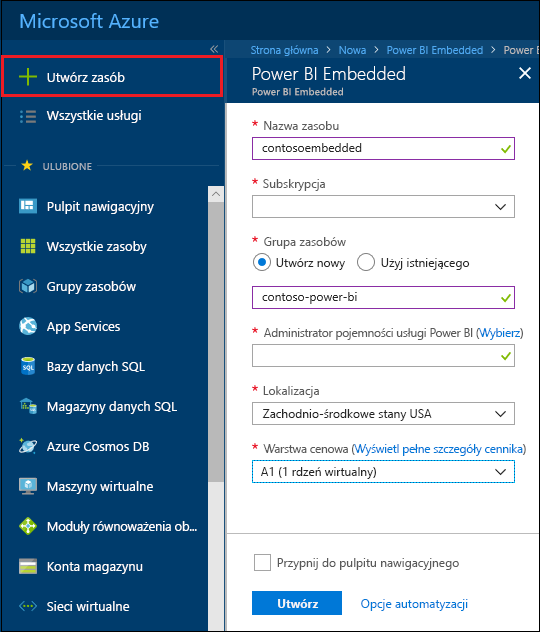 Microsoft Azure
Utwórz zasób
Wszystkie usługi
ULUBIONE
Pulpit nawigacyjny
Wszystkie zasoby
Grupy zasobów
App Services
Bazy danych SQL
Magazyny danych SQL
Azure Cosmos DB
Maszyny wirtualne
Moduły równoważenia ob...
Konta magazynu
Sieci wirtualne
Strona główna > Nowa > Power BI Embedded > Power B
Power BI Embedded
Power BI Embedded
* Nazwa zasobu
contosoembedded
* Subskrypcja
* Grupa zasobów
Utwórz nowy Użyj istniejącego
contoso-power-bi
* Administrator pojemności usługi Power BI (Wybierz)
* Lokalizacja
Zachodnio-środkowe stany USA
* Warstwa cenowa (Wyświetl pełne szczegóły cennika)
A1 (1 rdzeń wirtualny)
Przypnij do pulpitu nawigacyjnego
Utwórz Opcje automatyzacji